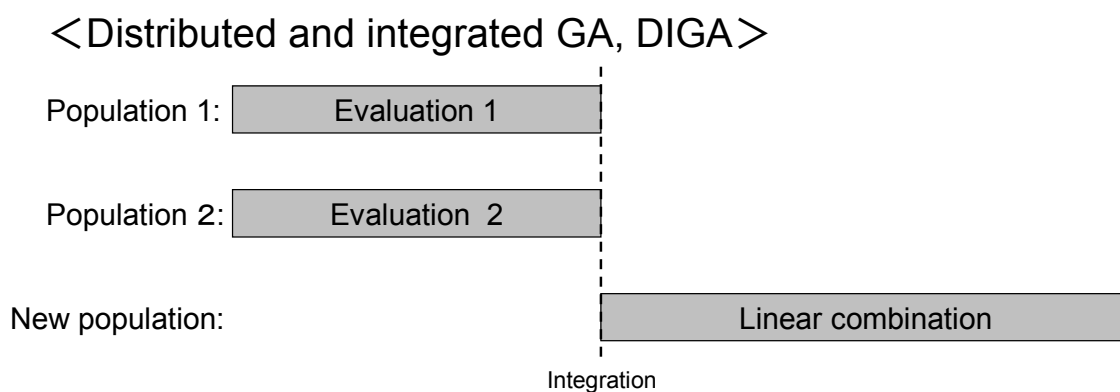 ＜Distributed and integrated GA, DIGA＞
Population 1:
Evaluation 1
Population 2:
Evaluation 2
New population:
Linear combination
Integration